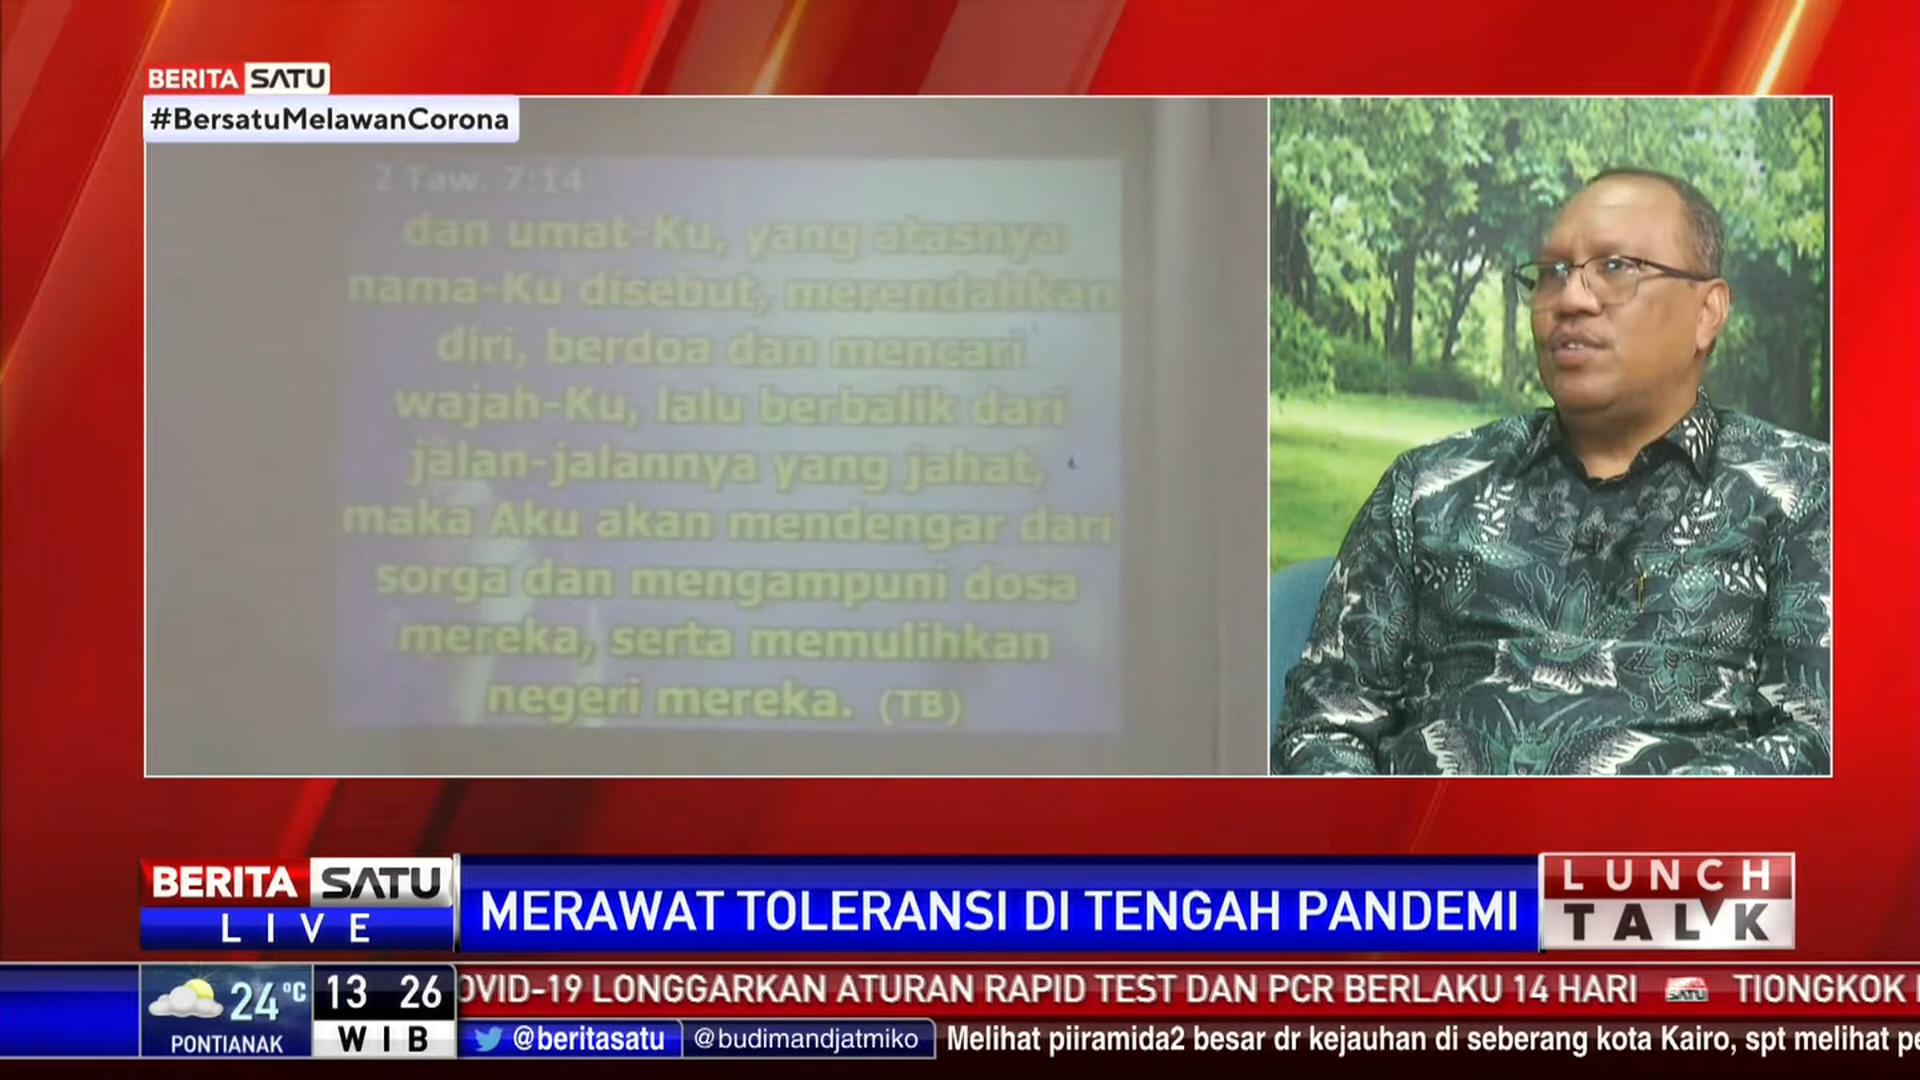 BERITA SATU
#BersatuMelawanCorona
2 Taw. 7:14
dan umat-Ku, yang atasnya
nama-Ku disebut, merendahkan
diri, berdoa dan mencari
wajah-Ku, lalu berbalik dari
jalan-jalannya yang jahat,
maka Aku akan mendengar dari
sorga dan mengampuni dosa
mereka, serta memulihkan
negeri mereka. (TB)
BERITA SATU
LIVE
MERAWAT TOLERANSI DI TENGAH PANDEMI
LUNCH
TALK
24°C
PONTIANAK
13 26
WIB
OVID-19 LONGGARKAN ATURAN RAPID TEST DAN PCR BERLAKU 14 HARI SATU TIONGKOK
@beritasatu @budimandjatmiko Melihat piiramida2 besar dr kejauhan di seberang kota Kairo, spt melihat pe